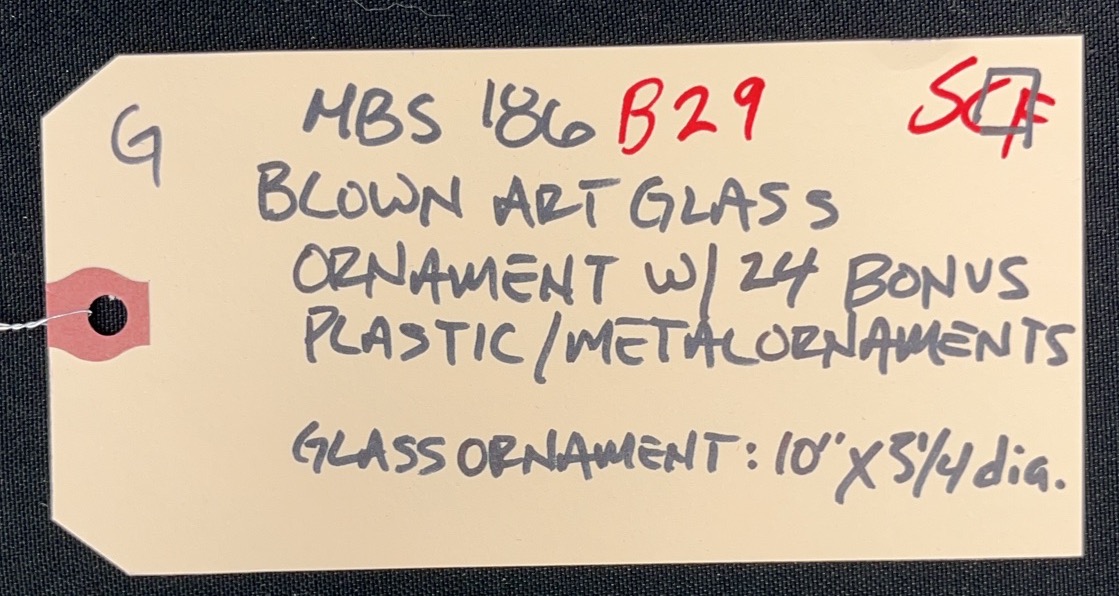 G MBS 186 B29 SCF
BLOWN ART GLASS
ORNAMENT W/ 24 BONUS
PLASTIC/METAL ORNAMENTS
GLASS ORNAMENT: 10" X 3 1/4 dia.